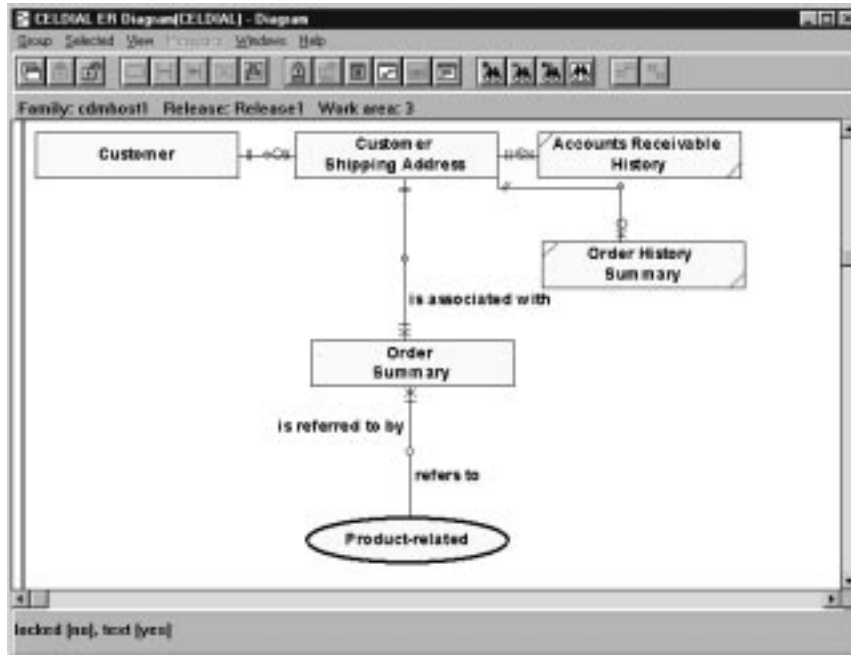 CELDIAL ER Diagram(CELDIAL) - Diagram
Group Selected View Windows Help
Family: cdmhost1 Release: Release1 Work area: 3
Customer
Customer
Shipping Address
Accounts Receivable
History
Order History
Summary
is associated with
Order
Summary
is referred to by
refers to
Product-related
locked [no], text [yes]